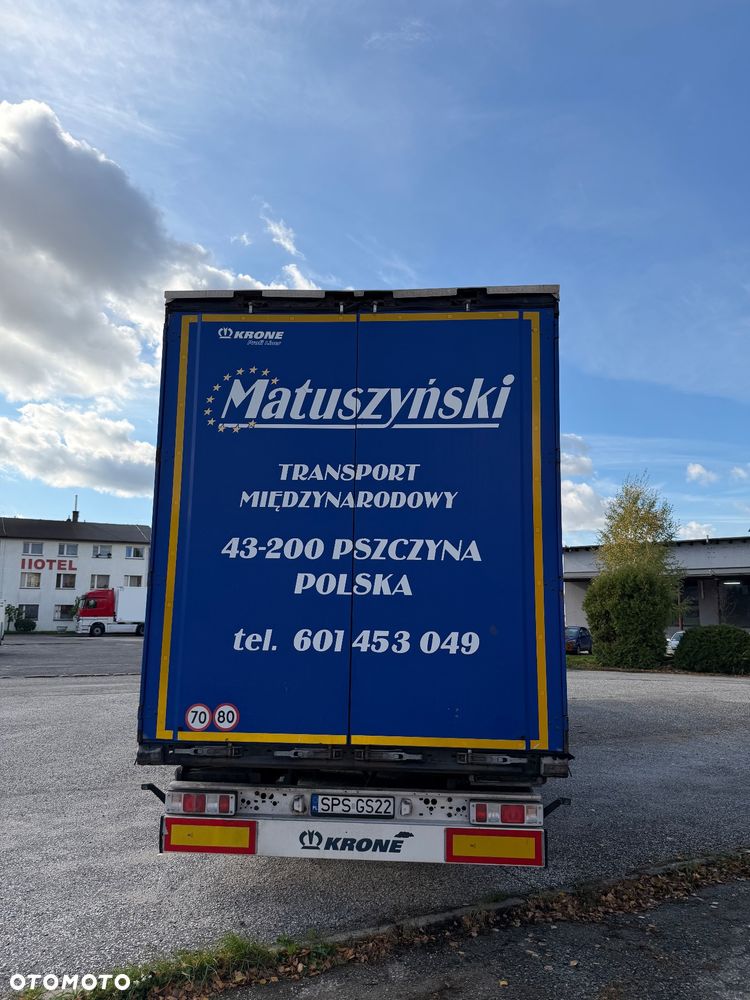 KRONE
Profi Liner
Matuszyński
TRANSPORT
MIĘDZYNARODOWY
43-200 PSZCZYNA
POLSKA
tel. 601 453 049
HOTEL
70 80
PL SPS GS22
KRONE
OTOMOTO